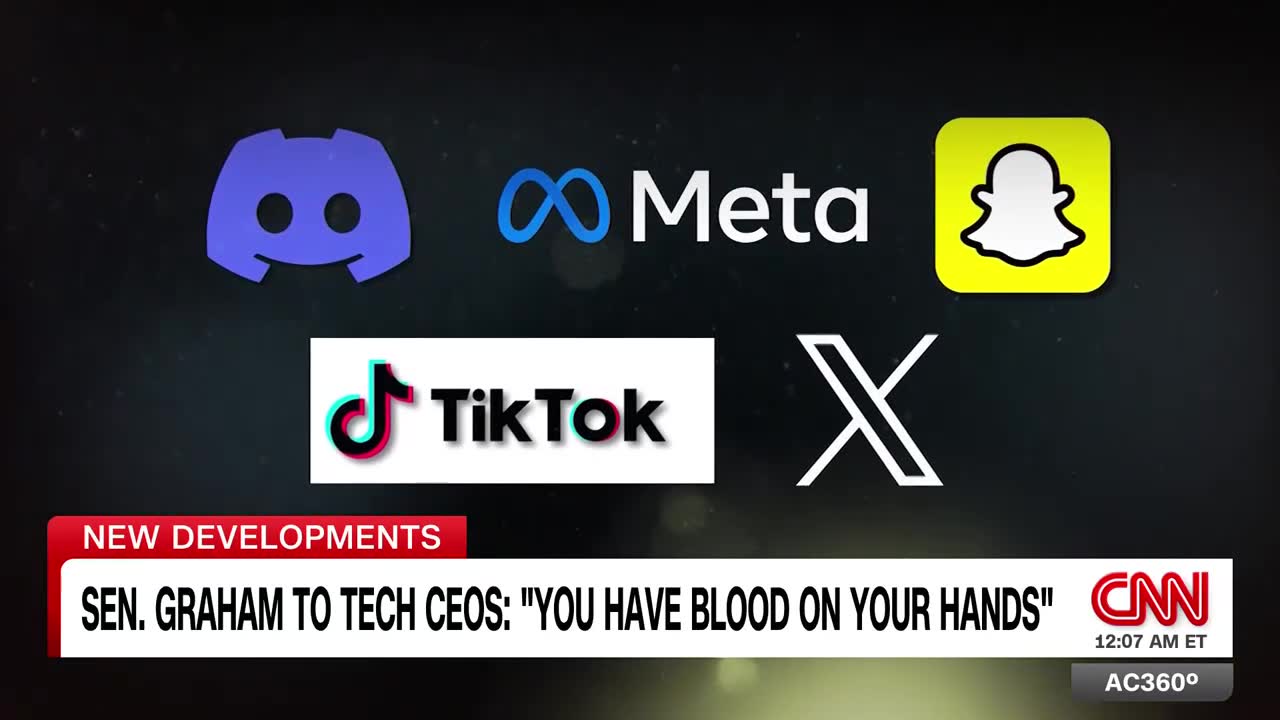 Meta
TikTok
X
NEW DEVELOPMENTS
SEN. GRAHAM TO TECH CEOS: "YOU HAVE BLOOD ON YOUR HANDS"
CNN
12:07 AM ET
AC360º